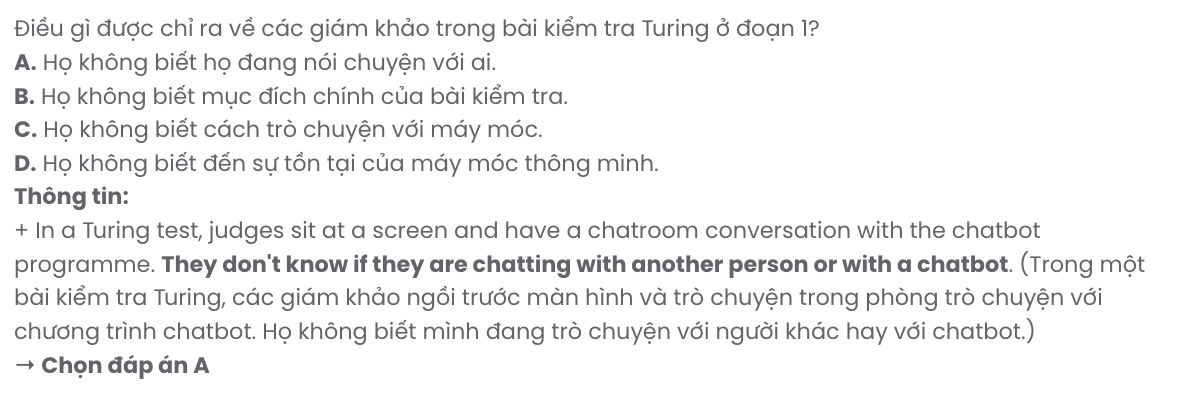 Điều gì được chỉ ra về các giám khảo trong bài kiểm tra Turing ở đoạn 1?
A. Họ không biết họ đang nói chuyện với ai.
B. Họ không biết mục đích chính của bài kiểm tra.
C. Họ không biết cách trò chuyện với máy móc.
D. Họ không biết đến sự tồn tại của máy móc thông minh.
Thông tin:
+ In a Turing test, judges sit at a screen and have a chatroom conversation with the chatbot
programme. They don't know if they are chatting with another person or with a chatbot. (Trong một
bài kiểm tra Turing, các giám khảo ngồi trước màn hình và trò chuyện trong phòng trò chuyện với
chương trình chatbot. Họ không biết mình đang trò chuyện với người khác hay với chatbot.)
→ Chọn đáp án A